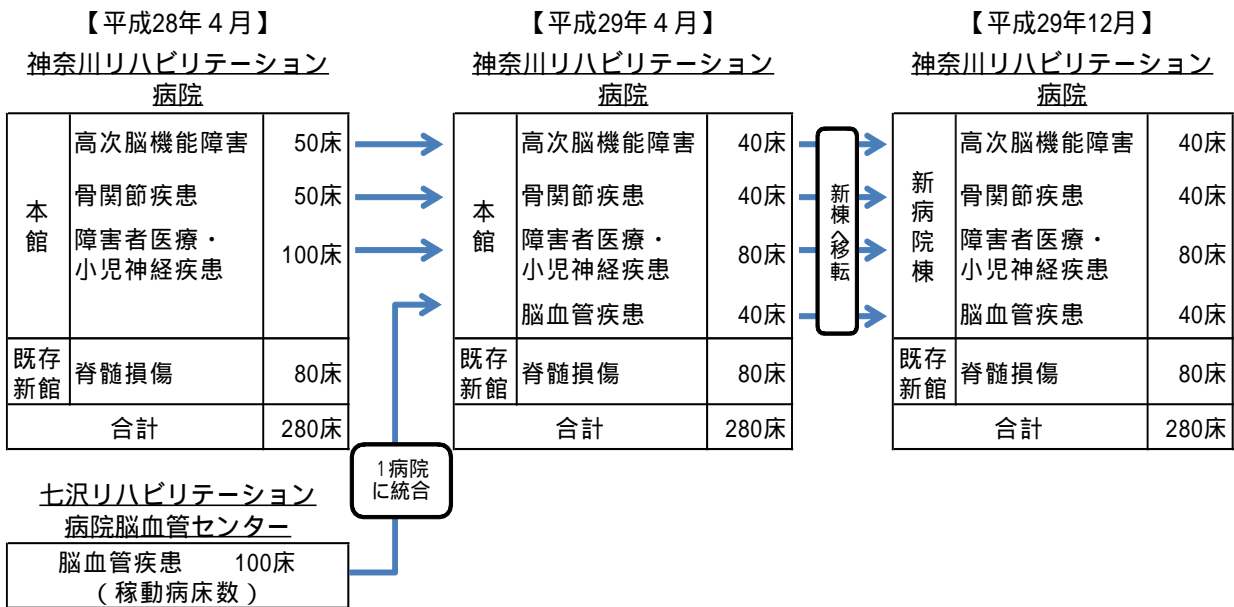 【平成28年４月】
神奈川リハビリテーション
病院
本館
高次脳機能障害 50床
骨関節疾患 50床
障害者医療・
小児神経疾患 100床
既存
新館
脊髄損傷 80床
合計 280床
七沢リハビリテーション
病院脳血管センター
脳血管疾患 100床
（稼動病床数）
1病院
に統合
【平成29年４月】
神奈川リハビリテーション
病院
本館
高次脳機能障害 40床
骨関節疾患 40床
障害者医療・
小児神経疾患 80床
脳血管疾患 40床
既存
新館
脊髄損傷 80床
合計 280床
新棟へ移転
【平成29年12月】
神奈川リハビリテーション
病院
新病院棟
高次脳機能障害 40床
骨関節疾患 40床
障害者医療・
小児神経疾患 80床
脳血管疾患 40床
既存
新館
脊髄損傷 80床
合計 280床